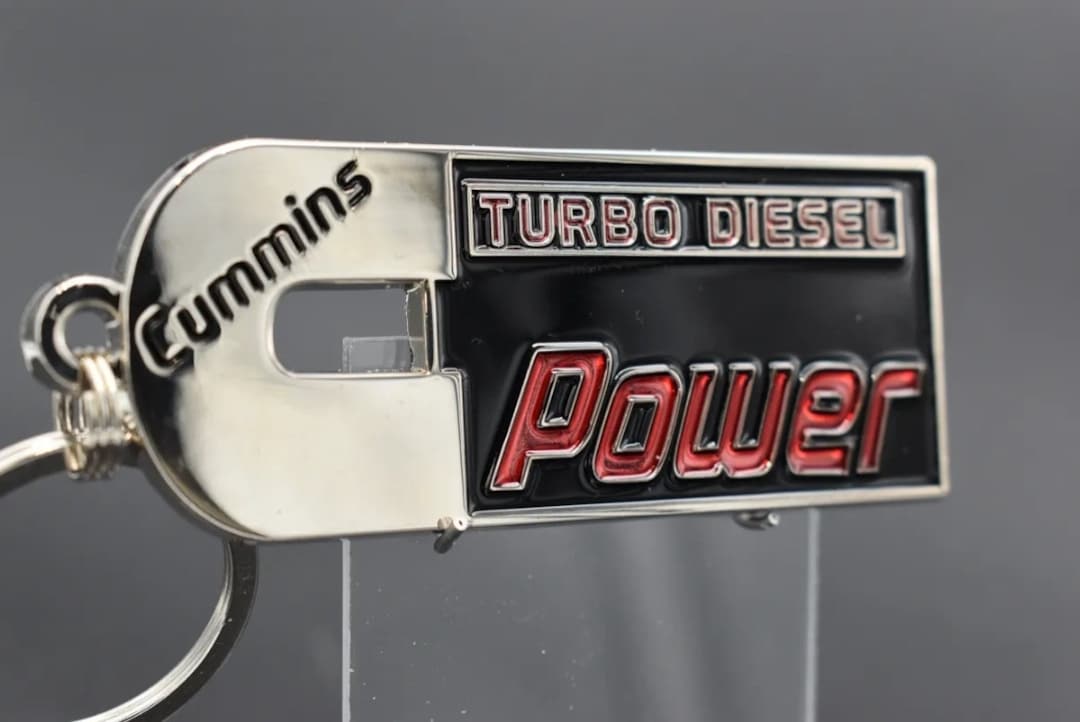 Cummins
TURBO DIESEL
Power